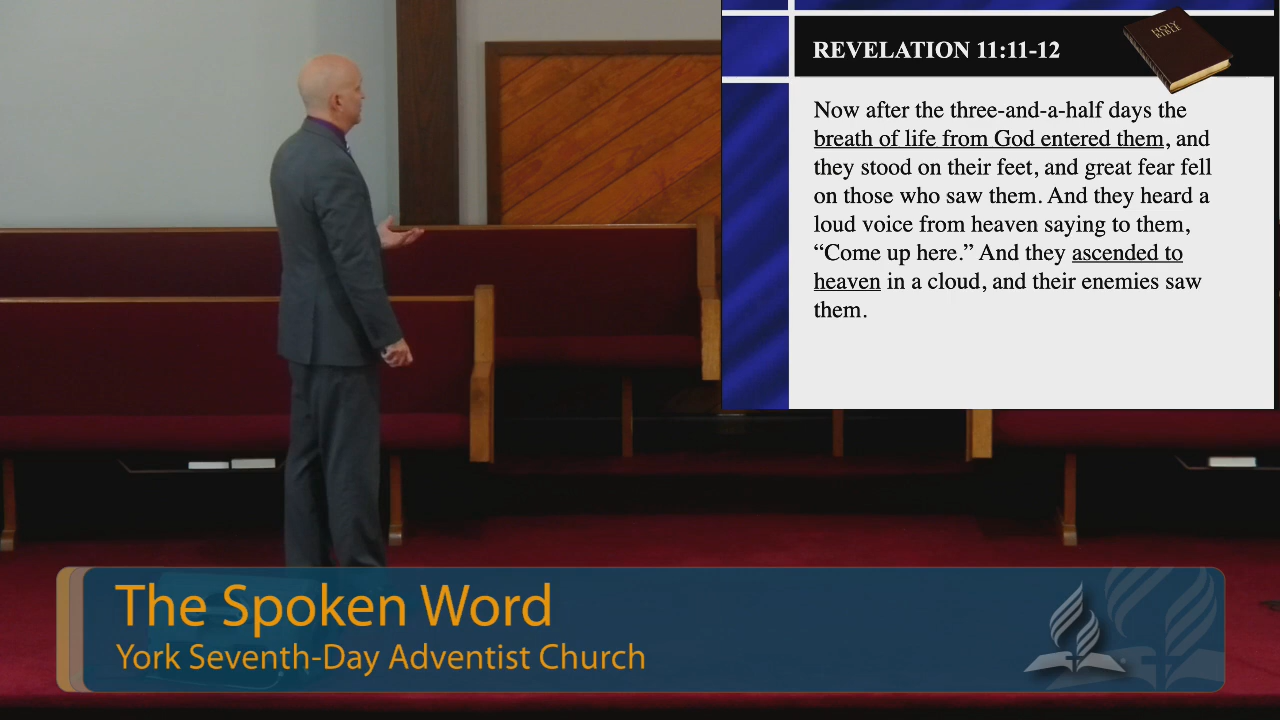 REVELATION 11:11-12
HOLY
BIBLE
Now after the three-and-a-half days the
breath of life from God entered them, and
they stood on their feet, and great fear fell
on those who saw them. And they heard a
loud voice from heaven saying to them,
“Come up here.” And they ascended to
heaven in a cloud, and their enemies saw
them.
The Spoken Word
York Seventh-Day Adventist Church